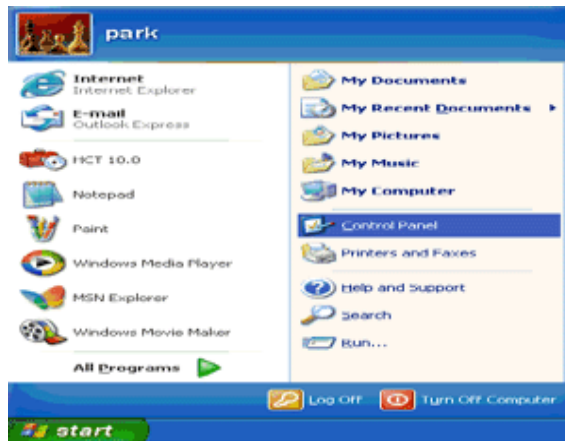 park
Internet
Internet Explorer
E-mail
Outlook Express
HCT 10.0
Notepad
Paint
Windows Media Player
MSN Explorer
Windows Movie Maker
All Programs
My Documents
My Recent Documents
My Pictures
My Music
My Computer
Control Panel
Printers and Faxes
Help and Support
Search
Run...
Log Off
Turn Off Computer
start